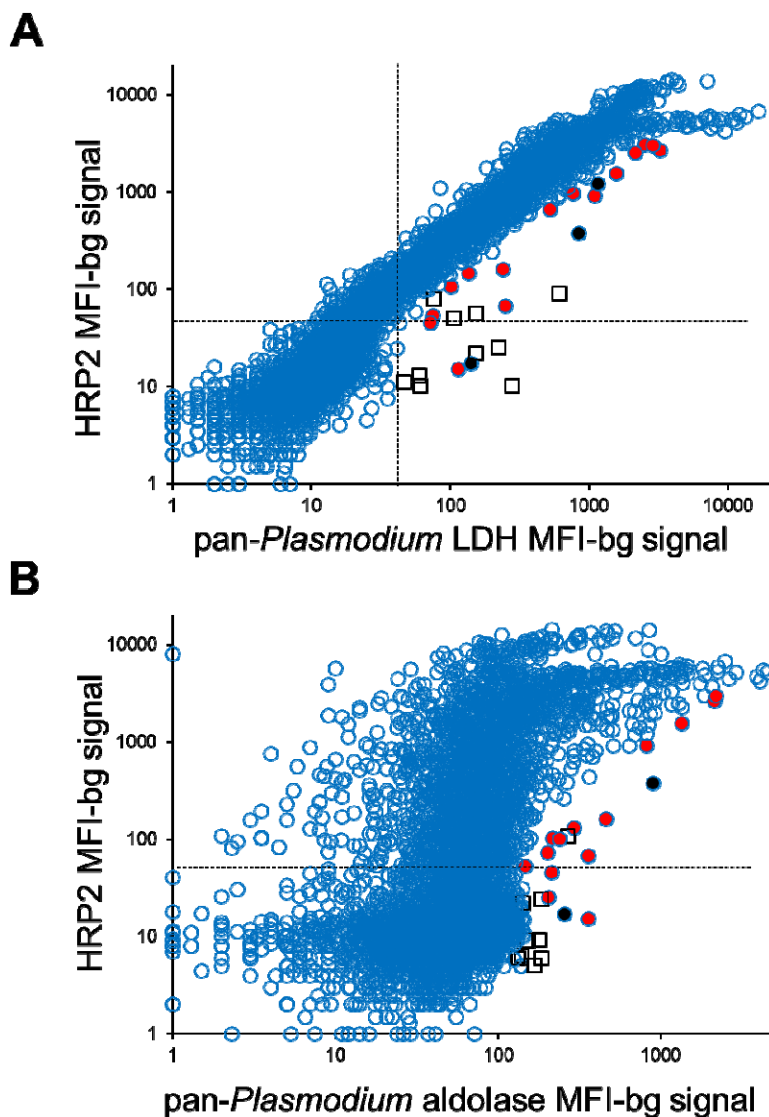 A
HRP2 MFI-bg signal
10000
1000
100
10
1
1 10 100 1000 10000
pan-Plasmodium LDH MFI-bg signal
B
HRP2 MFI-bg signal
10000
1000
100
10
1
1 10 100 1000
pan-Plasmodium aldolase MFI-bg signal